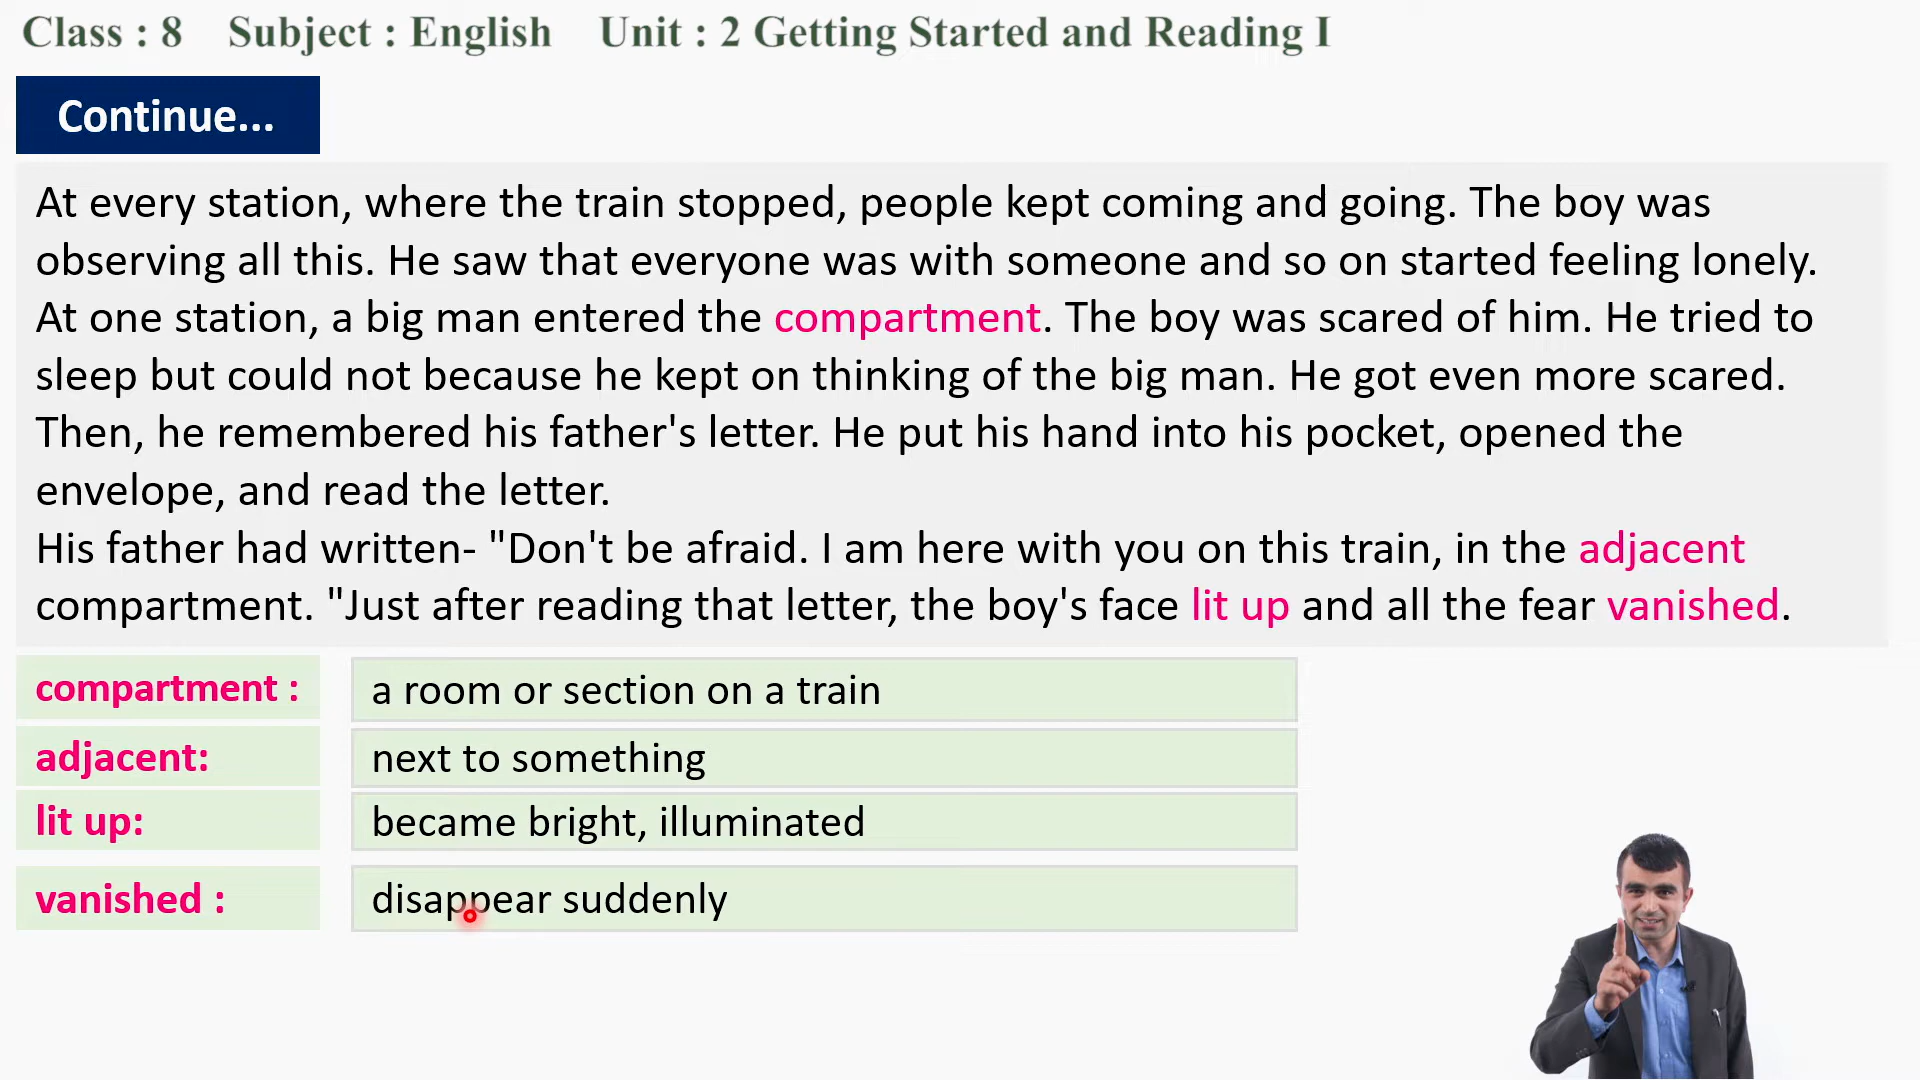 Class : 8 Subject : English Unit : 2 Getting Started and Reading I
Continue...
At every station, where the train stopped, people kept coming and going. The boy was
observing all this. He saw that everyone was with someone and so on started feeling lonely.
At one station, a big man entered the compartment. The boy was scared of him. He tried to
sleep but could not because he kept on thinking of the big man. He got even more scared.
Then, he remembered his father's letter. He put his hand into his pocket, opened the
envelope, and read the letter.
His father had written- "Don't be afraid. I am here with you on this train, in the adjacent
compartment. "Just after reading that letter, the boy's face lit up and all the fear vanished.
compartment : a room or section on a train
adjacent: next to something
lit up: became bright, illuminated
vanished : disappear suddenly